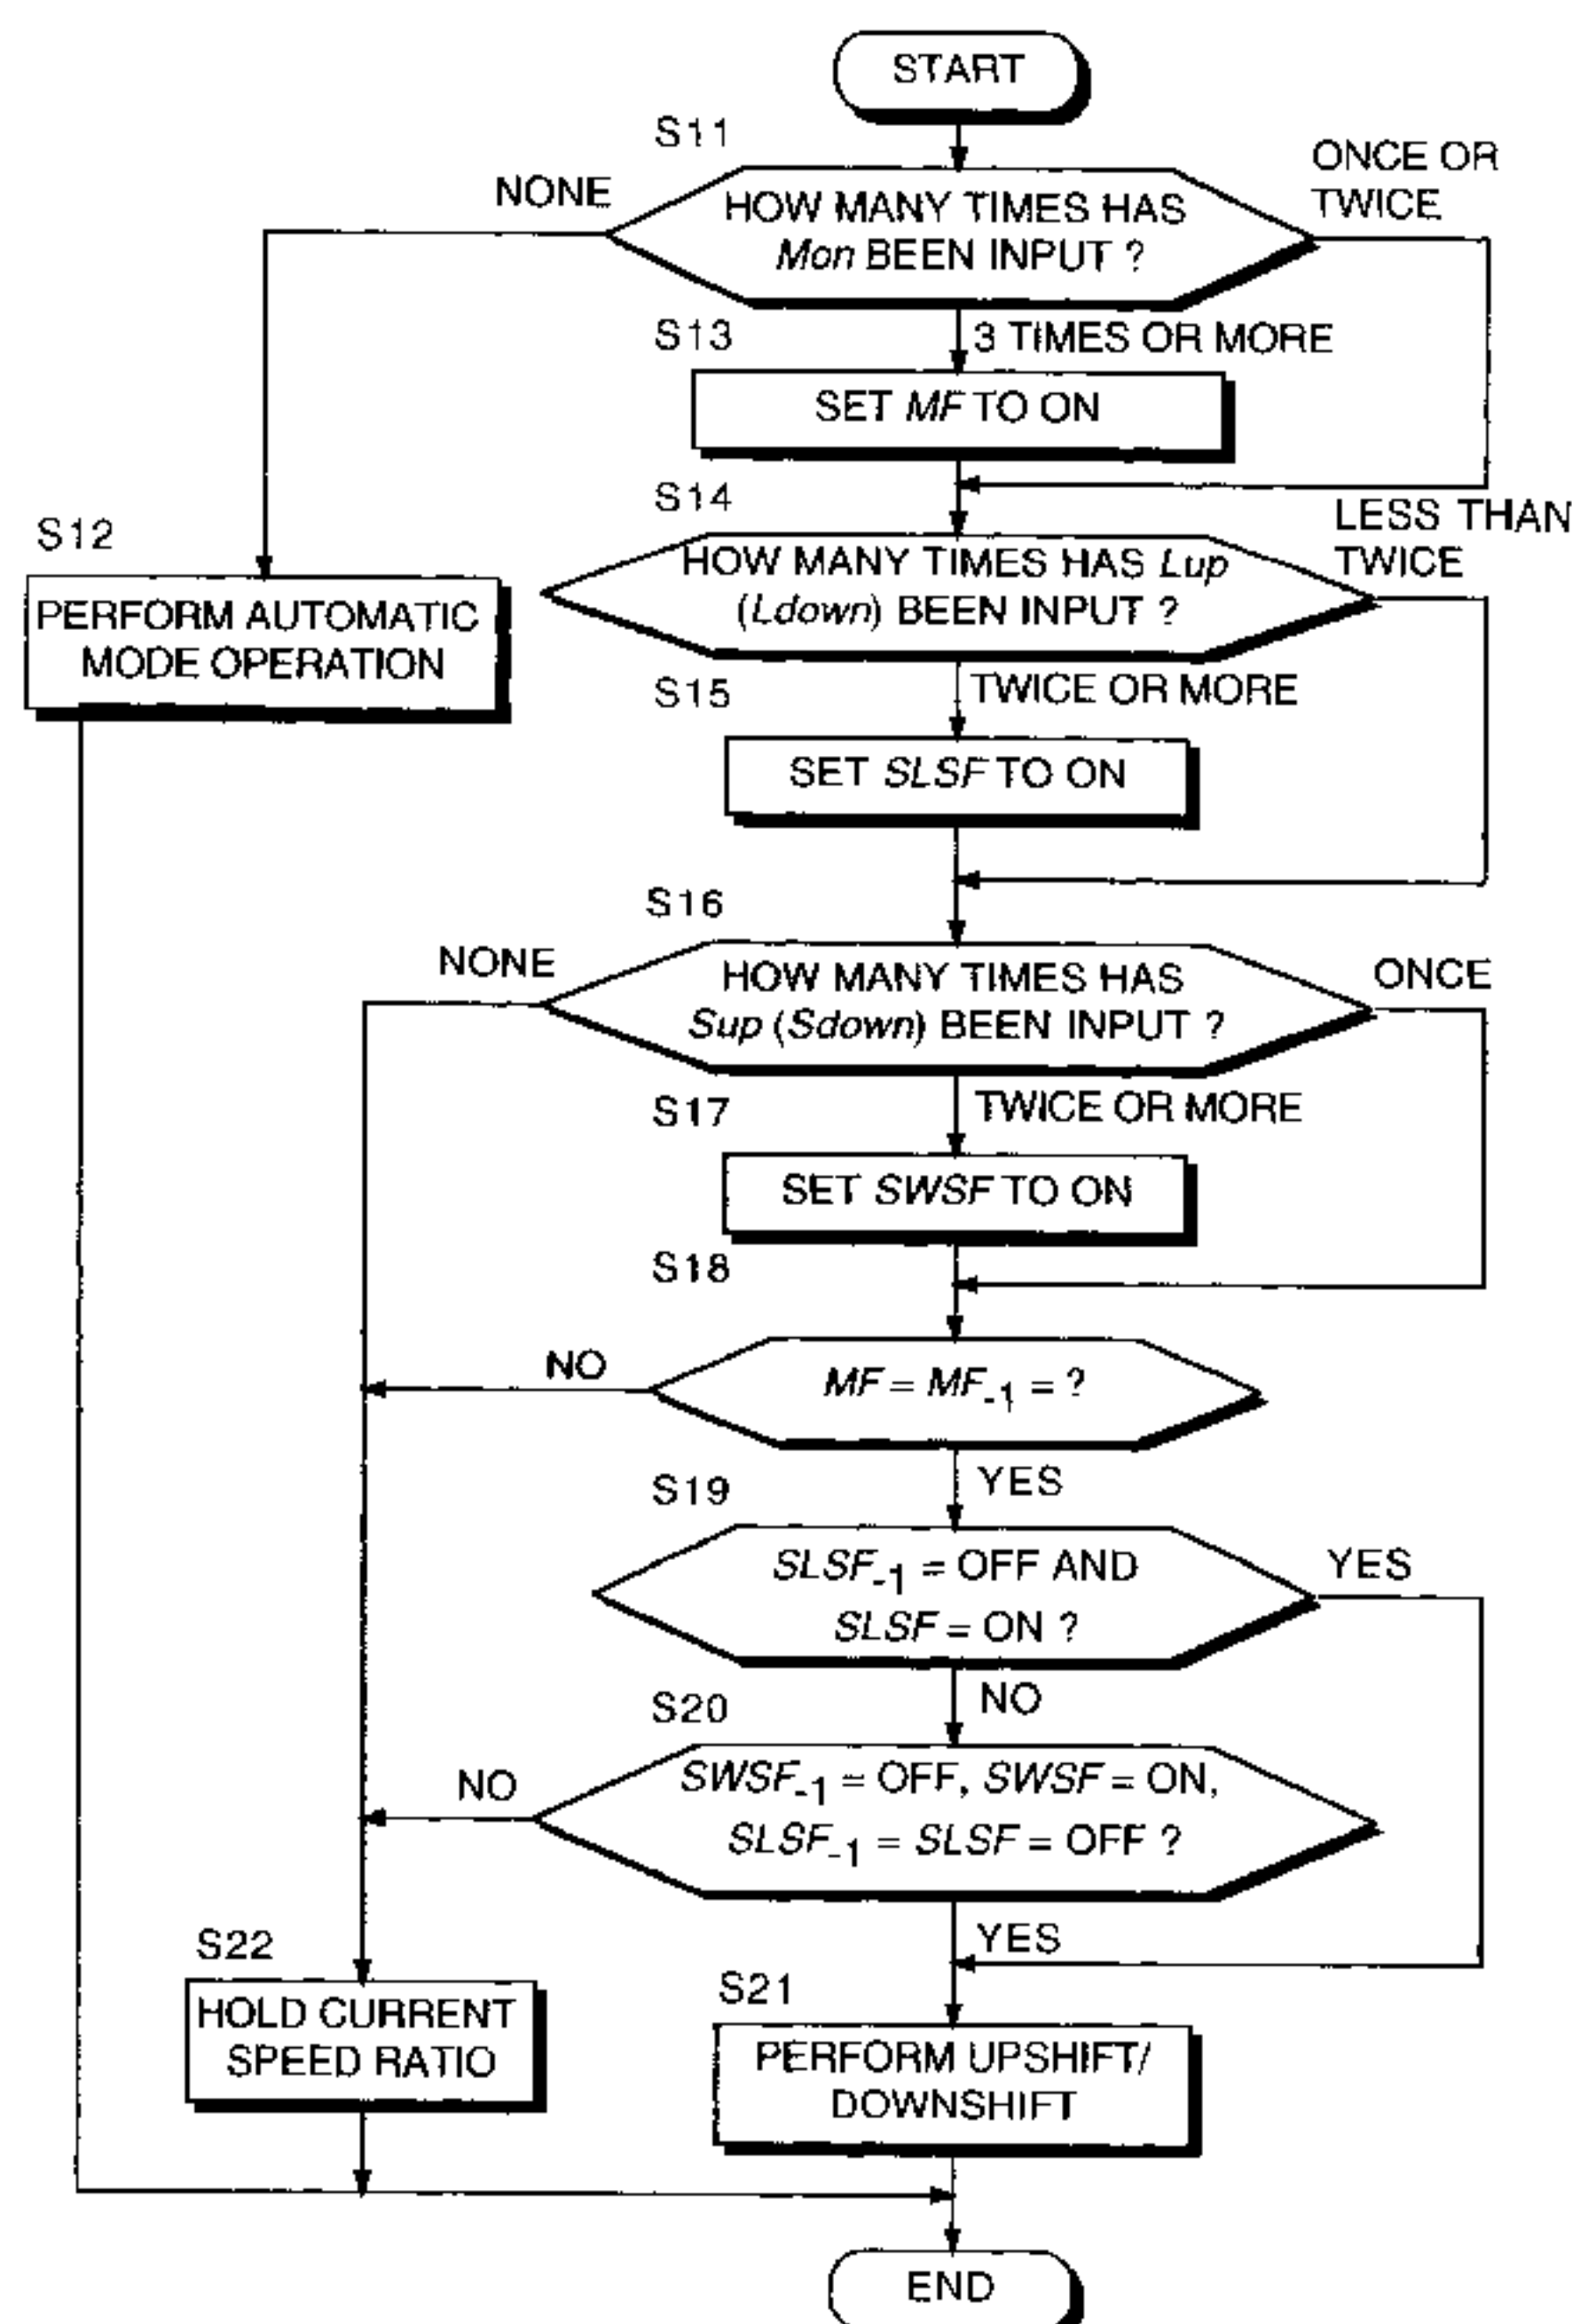 START
S11
NONE
HOW MANY TIMES HAS
Mon BEEN INPUT ?
ONCE OR
TWICE
S13
3 TIMES OR MORE
SET MF TO ON
S14
LESS THAN
TWICE
S12
HOW MANY TIMES HAS Lup
(Ldown) BEEN INPUT ?
PERFORM AUTOMATIC
MODE OPERATION
S15
TWICE OR MORE
SET SLSF TO ON
S16
NONE
HOW MANY TIMES HAS
Sup (Sdown) BEEN INPUT ?
ONCE
S17
TWICE OR MORE
SET SWSF TO ON
S18
NO
MF = MF-1 = ?
YES
S19
SLSF-1 = OFF AND
SLSF = ON ?
YES
NO
S20
NO
SWSF-1 = OFF, SWSF = ON,
SLSF-1 = SLSF = OFF ?
YES
S22
HOLD CURRENT
SPEED RATIO
S21
PERFORM UPSHIFT/
DOWNSHIFT
END